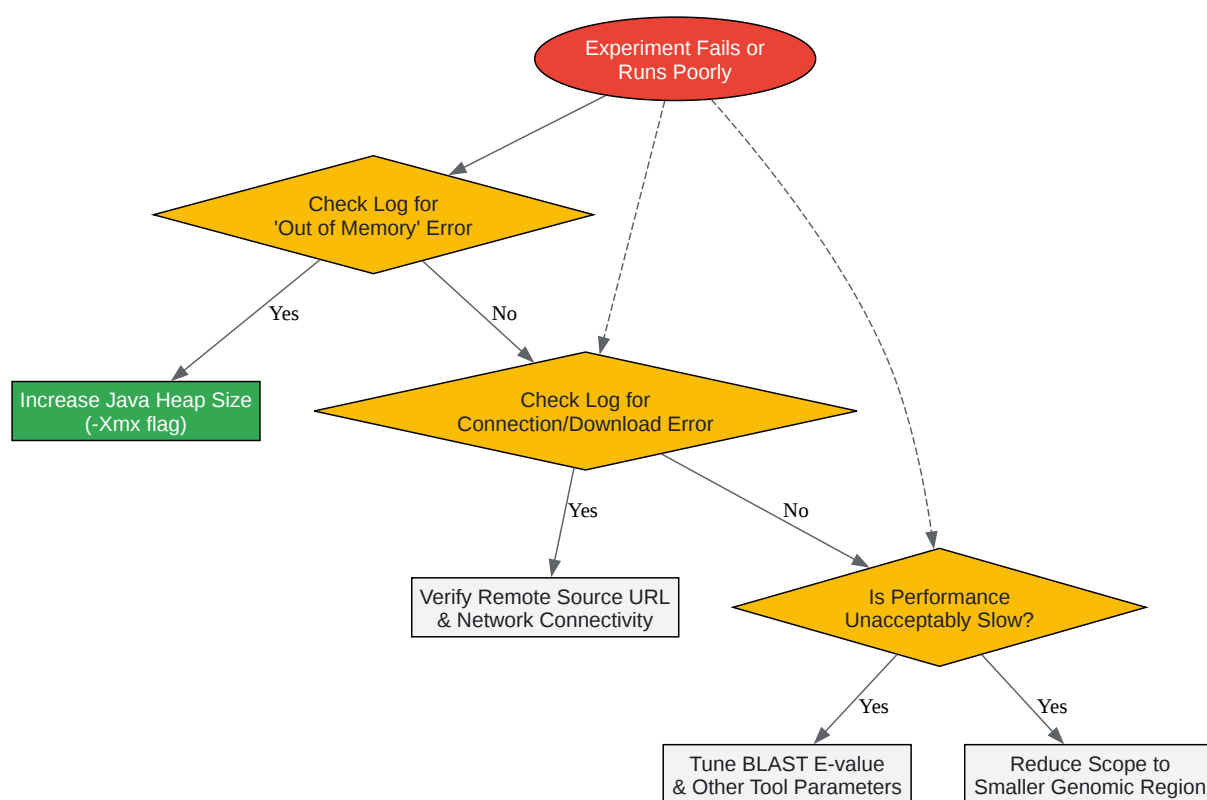 Experiment Fails or
Runs Poorly
Check Log for
'Out of Memory' Error
Yes
No
Increase Java Heap Size
(-Xmx flag)
Check Log for
Connection/Download Error
Yes
No
Verify Remote Source URL
& Network Connectivity
Is Performance
Unacceptably Slow?
Yes
Yes
Tune BLAST E-value
& Other Tool Parameters
Reduce Scope to
Smaller Genomic Region